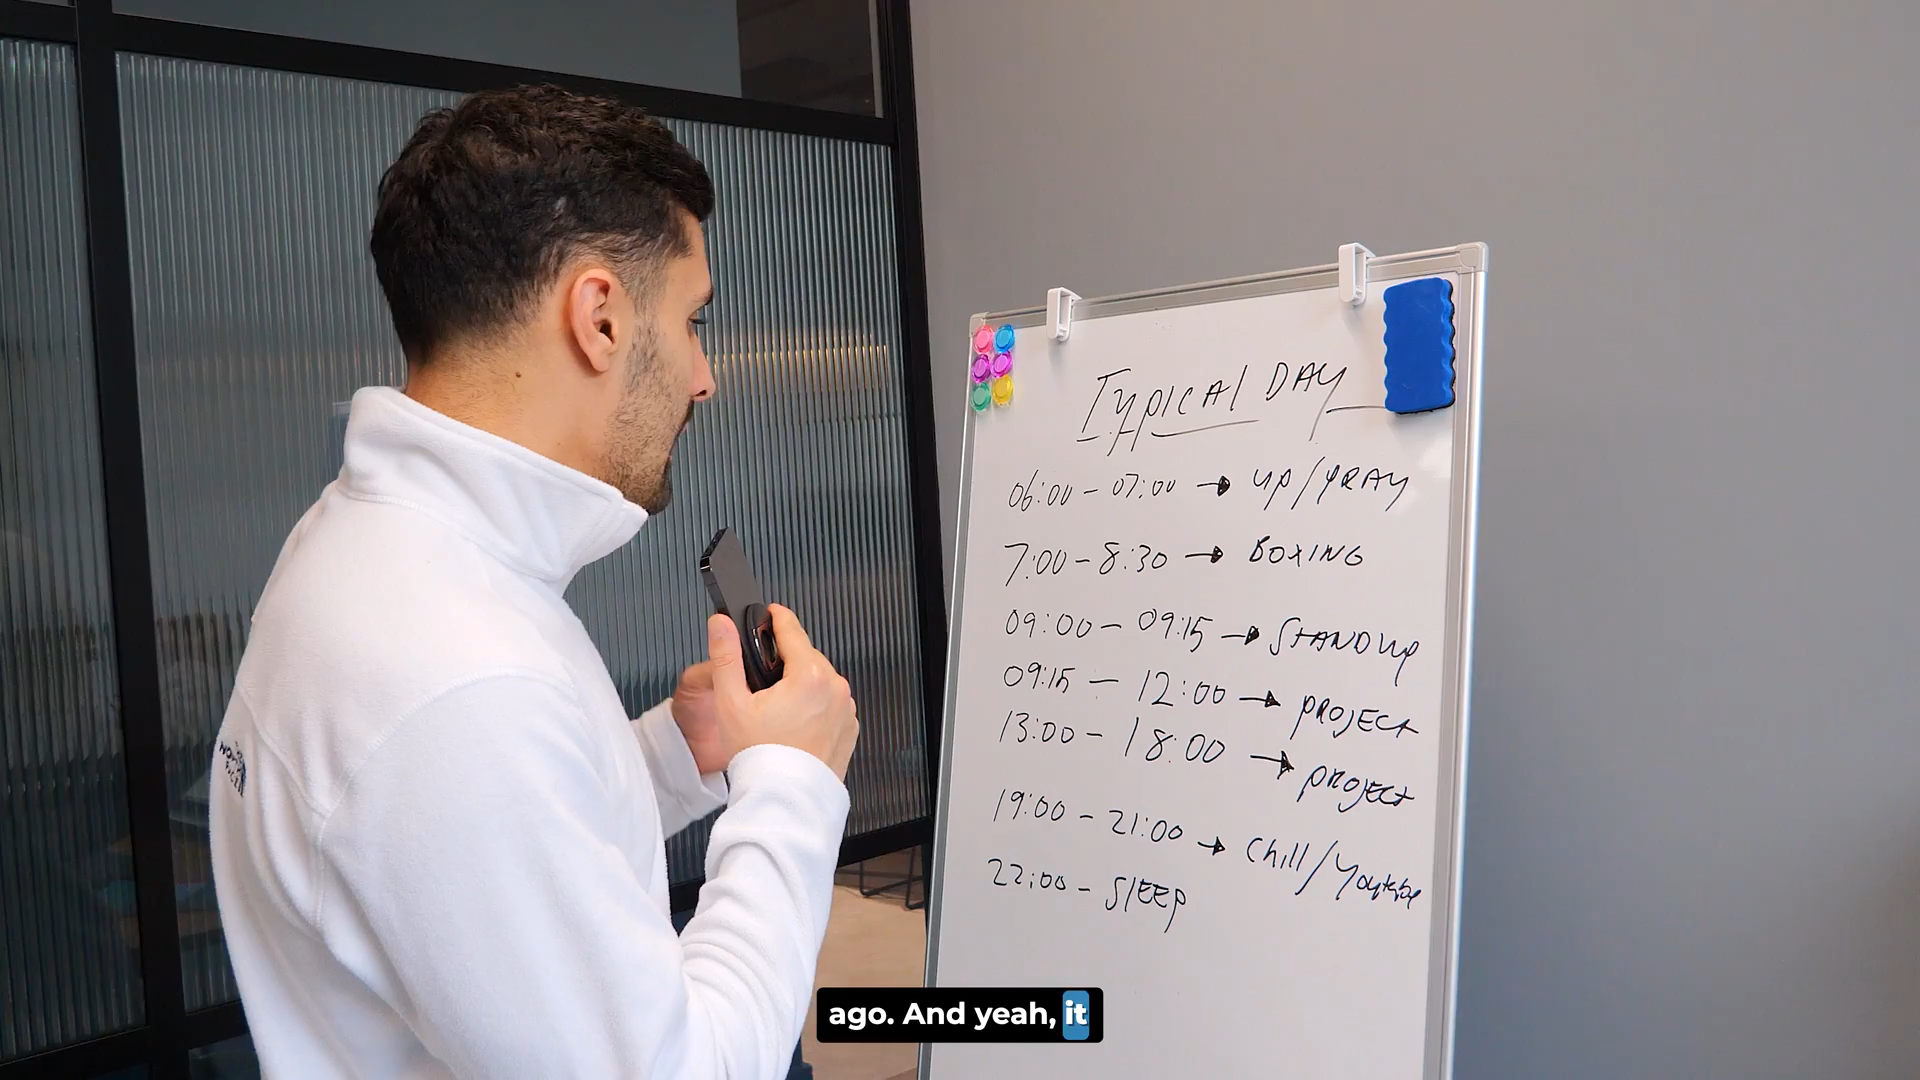 TYPICAL DAY
06:00 - 07:00 → UP/PRAY
7:00 - 8:30 → BOXING
09:00 - 09:15 → STANDUP
09:15 - 12:00 → PROJECT
13:00 - 18:00 → PROJECT
19:00 - 21:00 → Chill/Youtube
22:00 - SLEEP
ago. And yeah, it